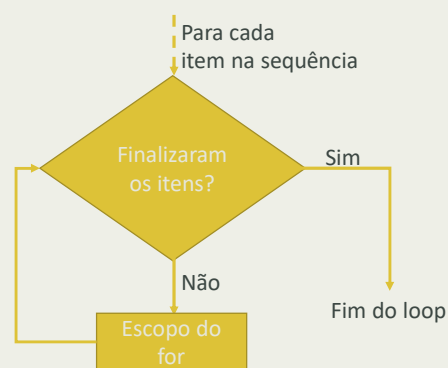 Para cada
item na sequência
Finalizaram
os itens?
Sim
Não
Fim do loop
Escopo do
for